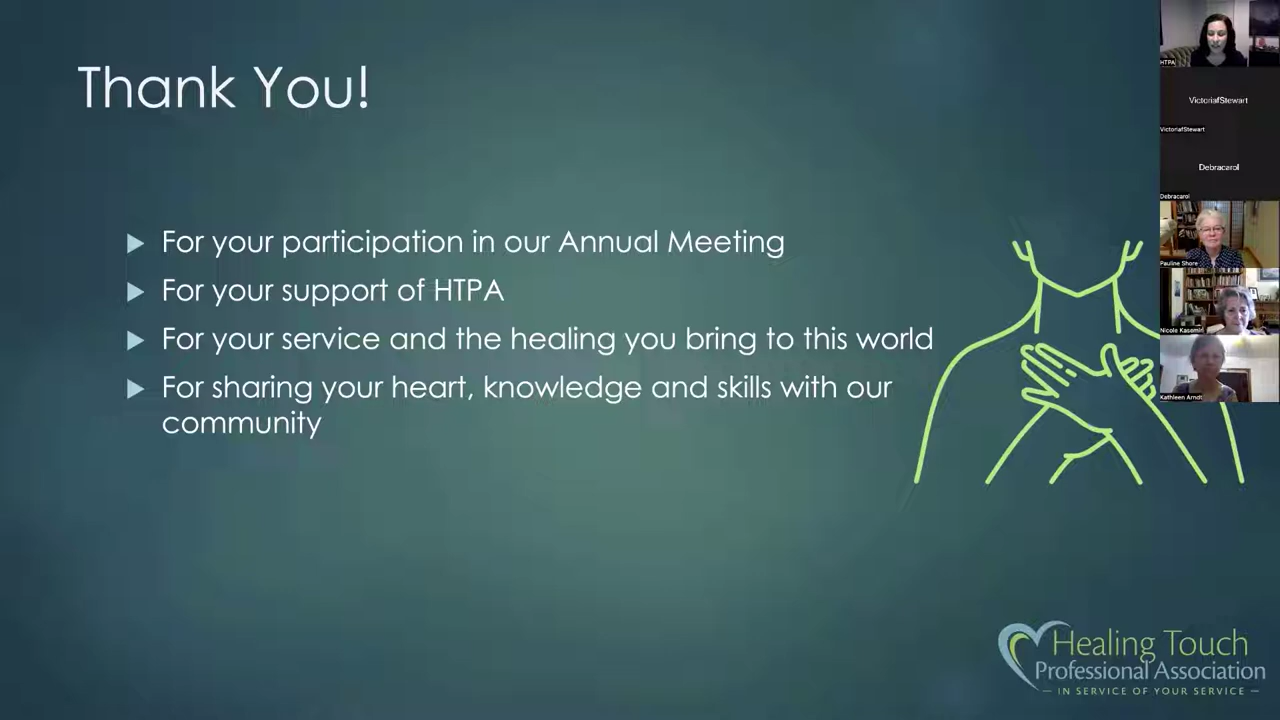 Thank You!
For your participation in our Annual Meeting
For your support of HTPA
For your service and the healing you bring to this world
For sharing your heart, knowledge and skills with our
community
HTPA
VictoriafStewart
VictoriafStewart
Debracarol
Debracarol
Pauline Shore
Nicole Kasemir
Kathleen Arndt
Healing Touch
Professional Association
— IN SERVICE OF YOUR SERVICE —